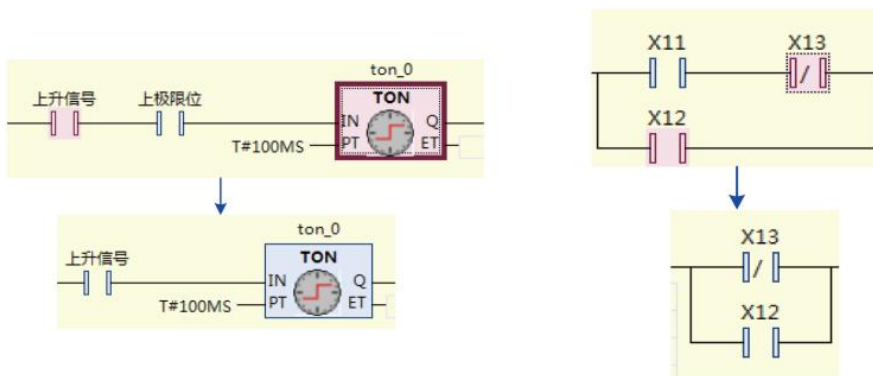 ton_0
上升信号 上极限位 TON
IN Q
T#100MS PT ET
ton_0
上升信号 TON
IN Q
T#100MS PT ET
X11 X13
/
X12
X13
/
X12